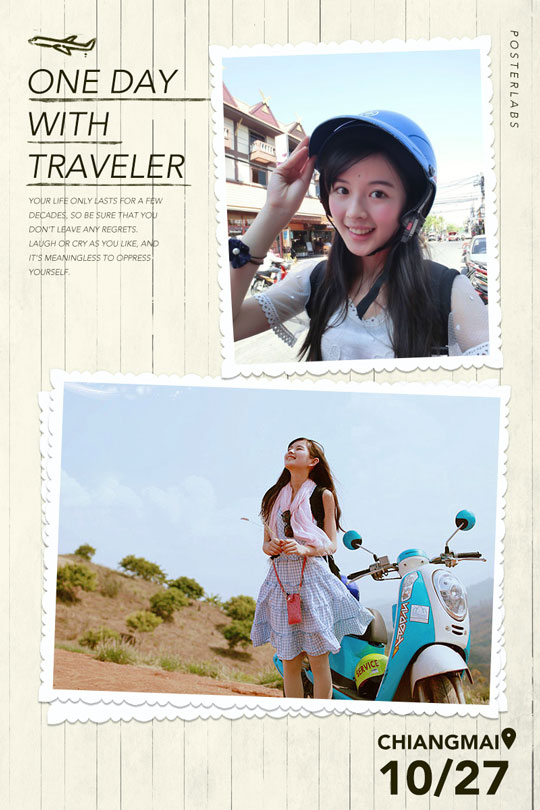 ONE DAY
WITH
TRAVELER
YOUR LIFE ONLY LASTS FOR A FEW
DECADES, SO BE SURE THAT YOU
DON'T LEAVE ANY REGRETS.
LAUGH OR CRY AS YOU LIKE, AND
IT'S MEANINGLESS TO OPPRESS
YOURSELF.
POSTERLABS
SERVICE
CHIANGMAI
10/27